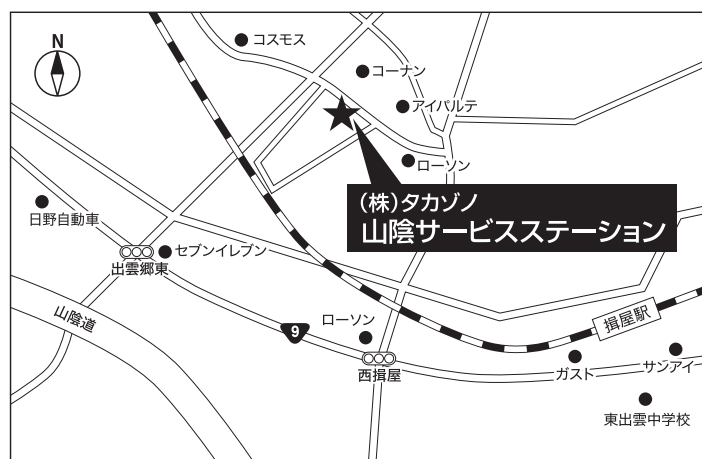 N
コスモス
コーナン
アイパルテ
ローソン
(株)タカゾノ
山陰サービスステーション
日野自動車
セブンイレブン
出雲郷東
山陰道
ローソン
9
揖屋駅
西揖屋
ガスト
サンアイ
東出雲中学校